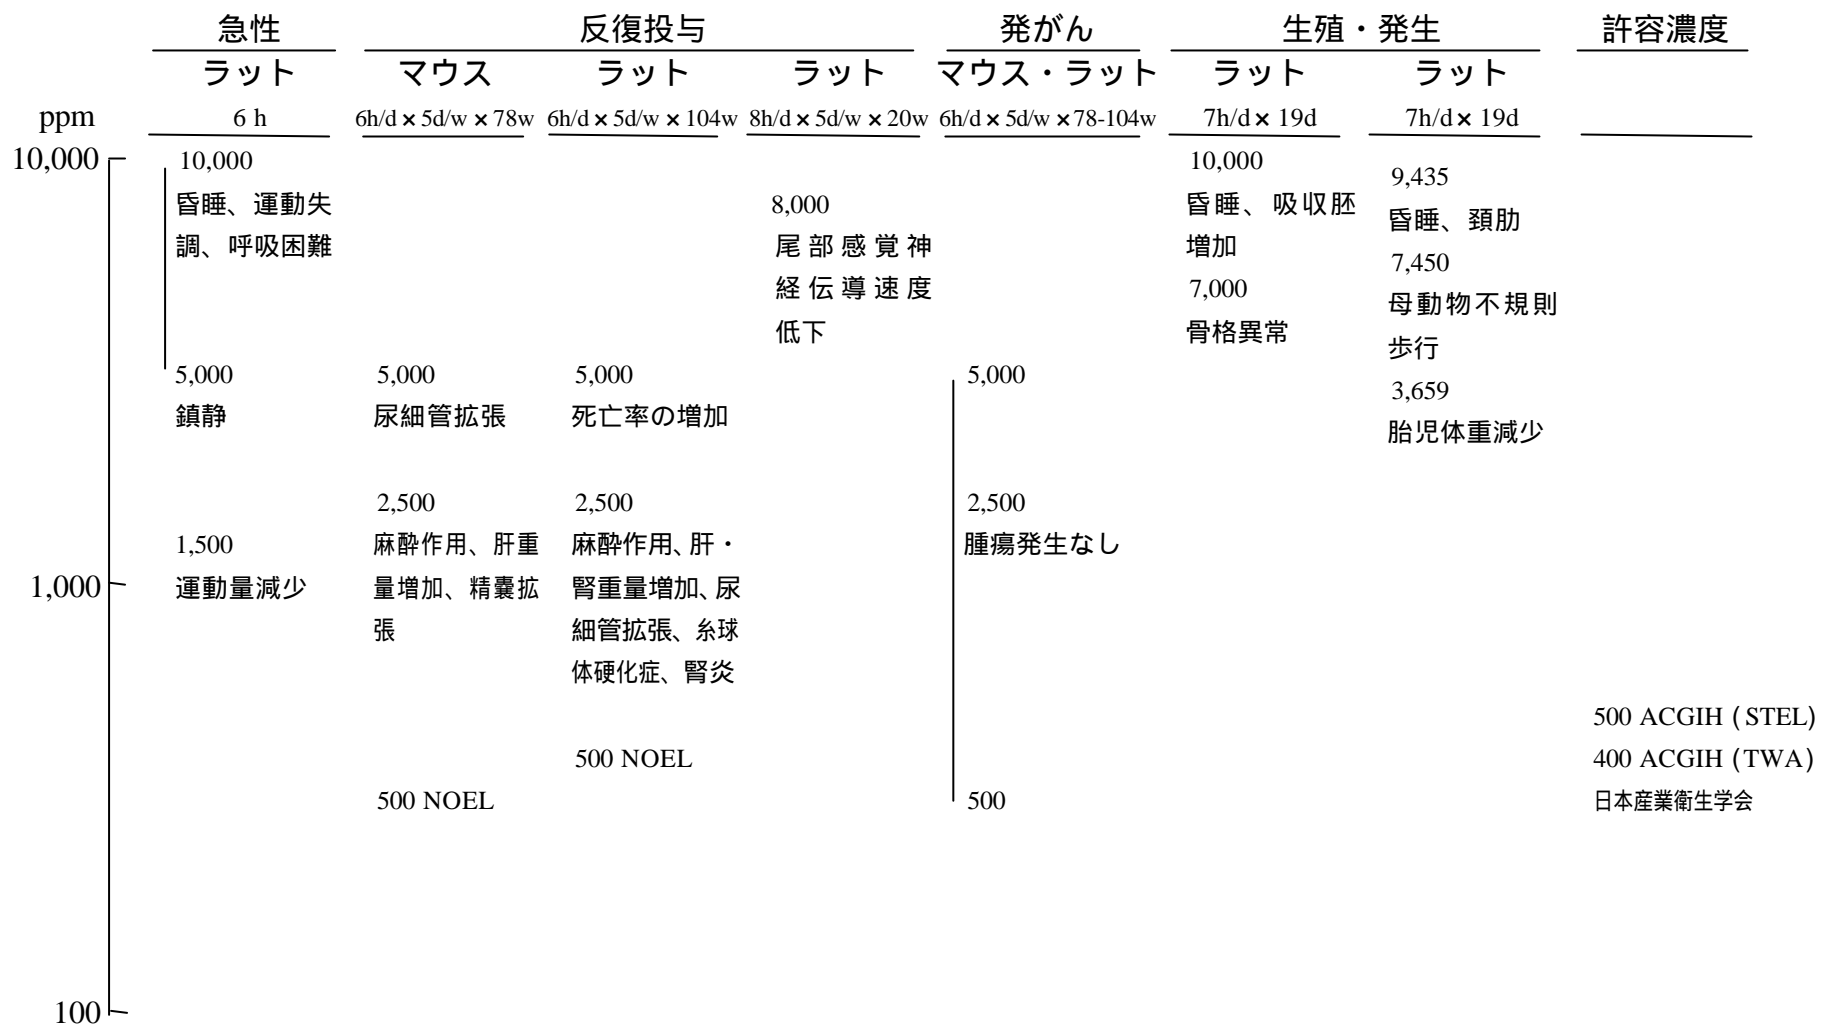 急性
反復投与
発がん
生殖・発生
許容濃度
ラット
マウス
ラット
ラット
マウス・ラット
ラット
ラット
ppm
6 h
6h/d×5d/w×78w
6h/d×5d/w×104w
8h/d×5d/w×20w
6h/d×5d/w×78-104w
7h/d×19d
7h/d×19d
10,000
1,000
100
10,000
昏睡、運動失
調、呼吸困難
5,000
鎮静
1,500
運動量減少
5,000
尿細管拡張
2,500
麻酔作用、肝重
量増加、精嚢拡
張
500 NOEL
5,000
死亡率の増加
2,500
麻酔作用、肝・
腎重量増加、尿
細管拡張、糸球
体硬化症、腎炎
500 NOEL
8,000
尾部感覚神
経伝導速度
低下
5,000
2,500
腫瘍発生なし
500
10,000
昏睡、吸収胚
増加
7,000
骨格異常
9,435
昏睡、頚肋
7,450
母動物不規則
歩行
3,659
胎児体重減少
500 ACGIH (STEL)
400 ACGIH (TWA)
日本産業衛生学会